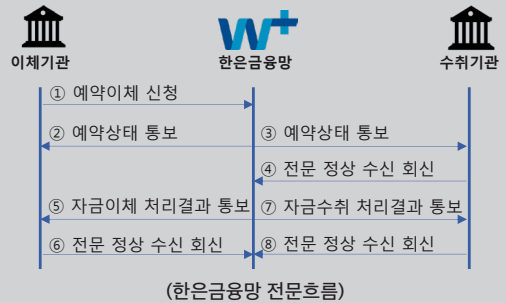 W+
이체기관
한은금융망
수취기관
① 예약이체 신청
② 예약상태 통보
③ 예약상태 통보
④ 전문 정상 수신 회신
⑤ 자금이체 처리결과 통보
⑦ 자금수취 처리결과 통보
⑥ 전문 정상 수신 회신
⑧ 전문 정상 수신 회신
(한은금융망 전문흐름)